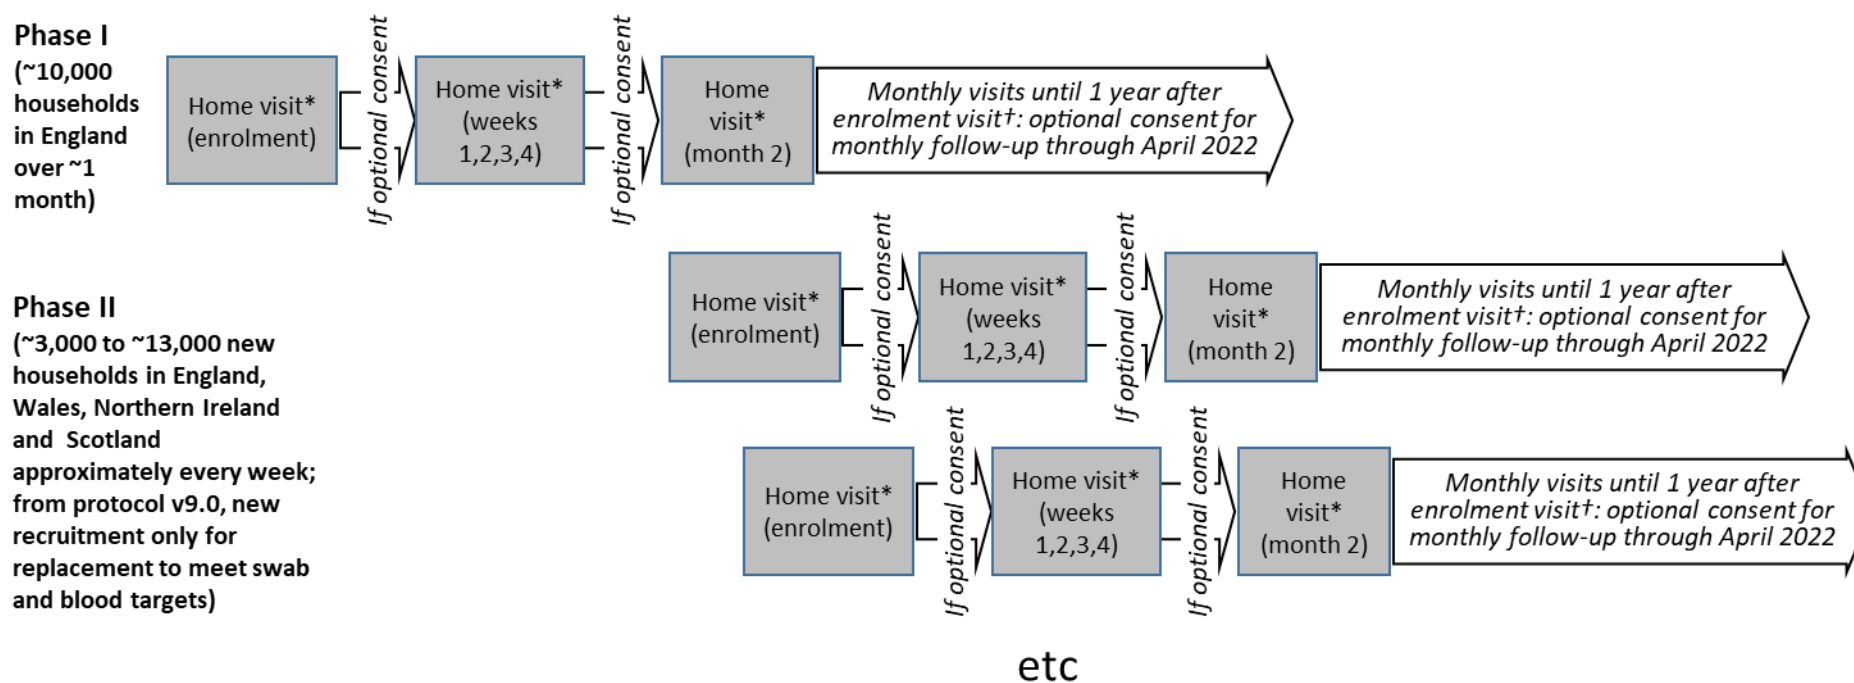 Phase I
(~10,000
households
in England
over ~1
month)
Home visit*
(enrolment)
If optional consent
Home visit*
(weeks
1,2,3,4)
If optional consent
Home
visit*
(month 2)
Monthly visits until 1 year after
enrolment visit†: optional consent for
monthly follow-up through April 2022
Phase II
(~3,000 to ~13,000 new
households in England,
Wales, Northern Ireland
and Scotland
approximately every week;
from protocol v9.0, new
recruitment only for
replacement to meet swab
and blood targets)
Home visit*
(enrolment)
If optional consent
Home visit*
(weeks
1,2,3,4)
If optional consent
Home
visit*
(month 2)
Monthly visits until 1 year after
enrolment visit†: optional consent for
monthly follow-up through April 2022
Home visit*
(enrolment)
If optional consent
Home visit*
(weeks
1,2,3,4)
If optional consent
Home
visit*
(month 2)
Monthly visits until 1 year after
enrolment visit†: optional consent for
monthly follow-up through April 2022
etc